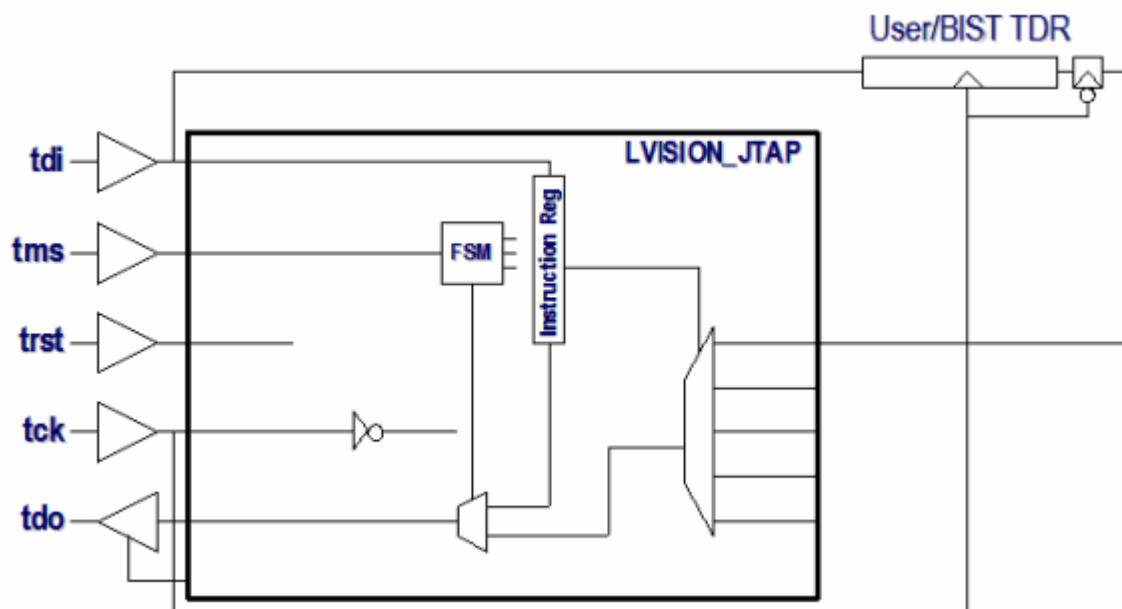 User/BIST TDR
LVISION_JTAP
tdi
Instruction Reg
tms
FSM
trst
tck
tdo